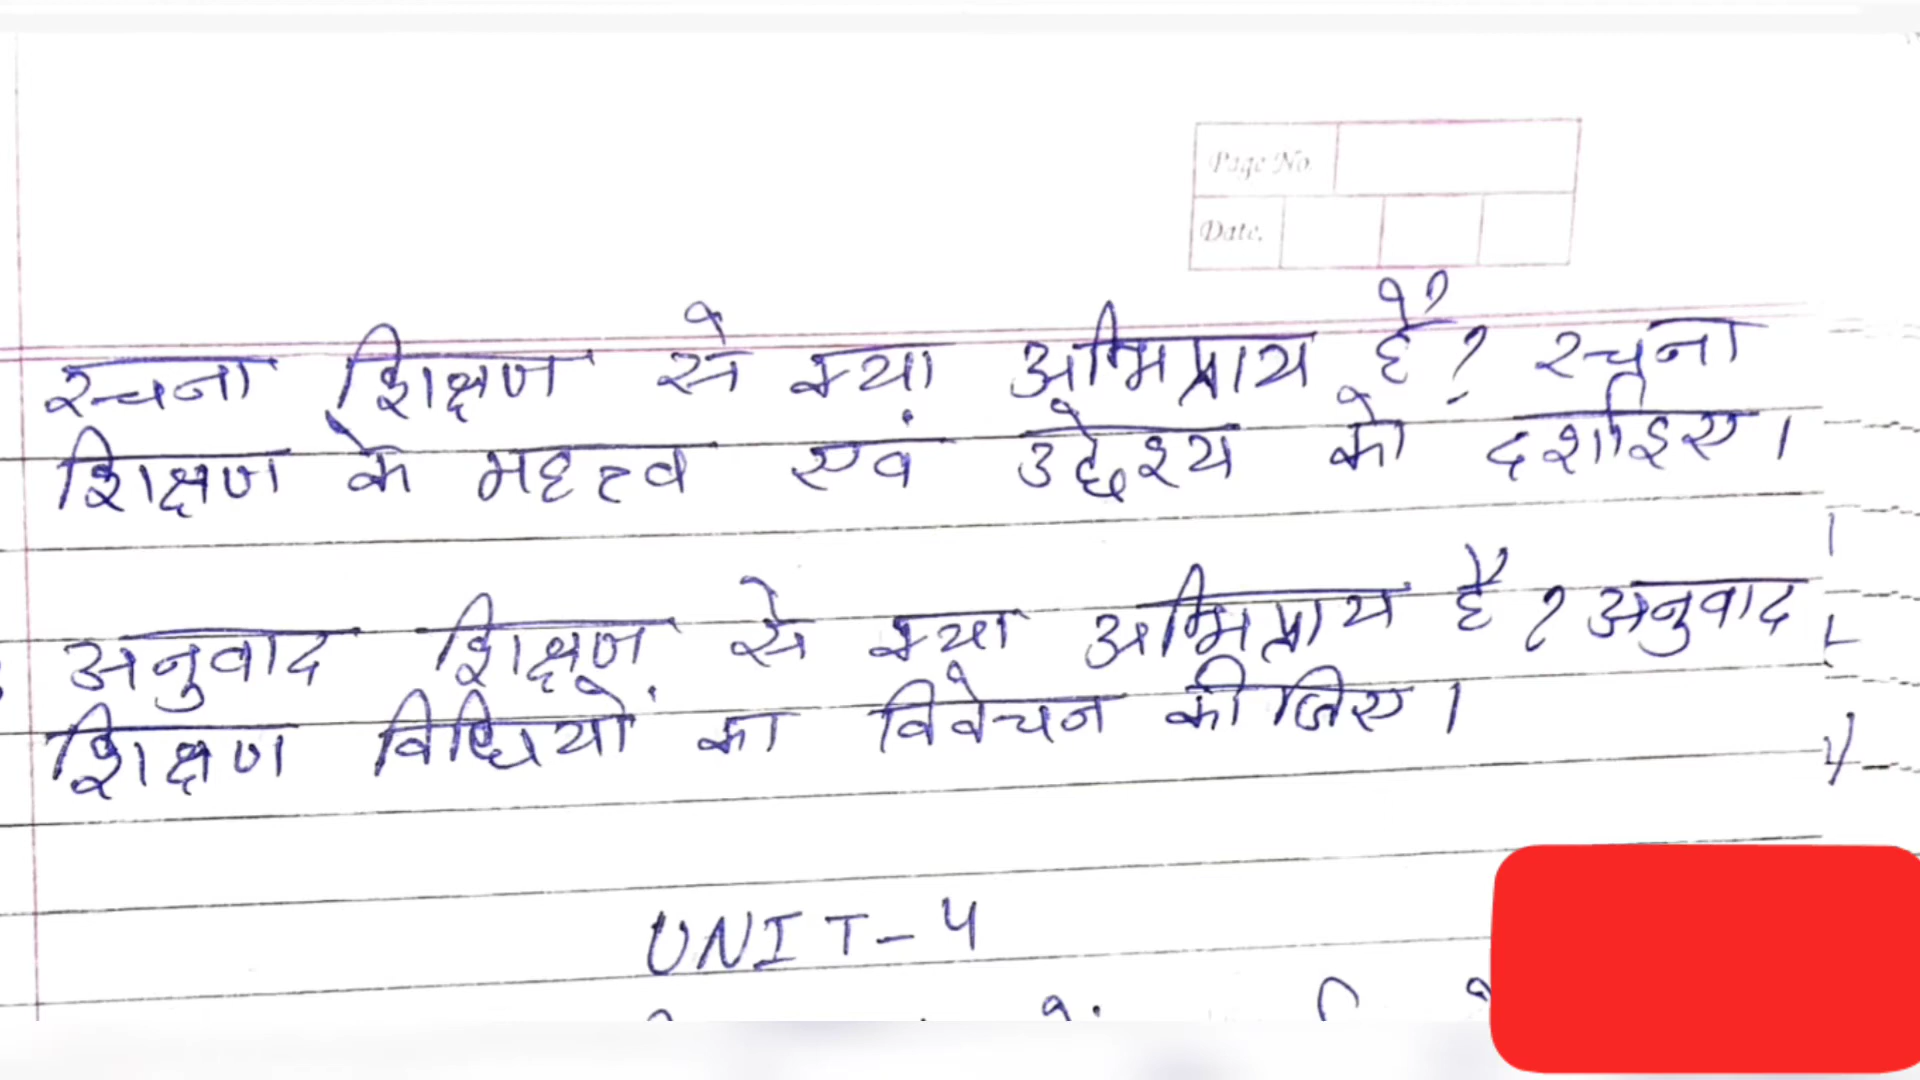 Page No.
Date.
रचना शिक्षण से क्या अभिप्राय है? रचना
शिक्षण के महत्व एवं उद्देश्य को दर्शाइए।
अनुवाद शिक्षण से क्या अभिप्राय है? अनुवाद
शिक्षण विधियों का विवेचन कीजिए।
UNIT-4